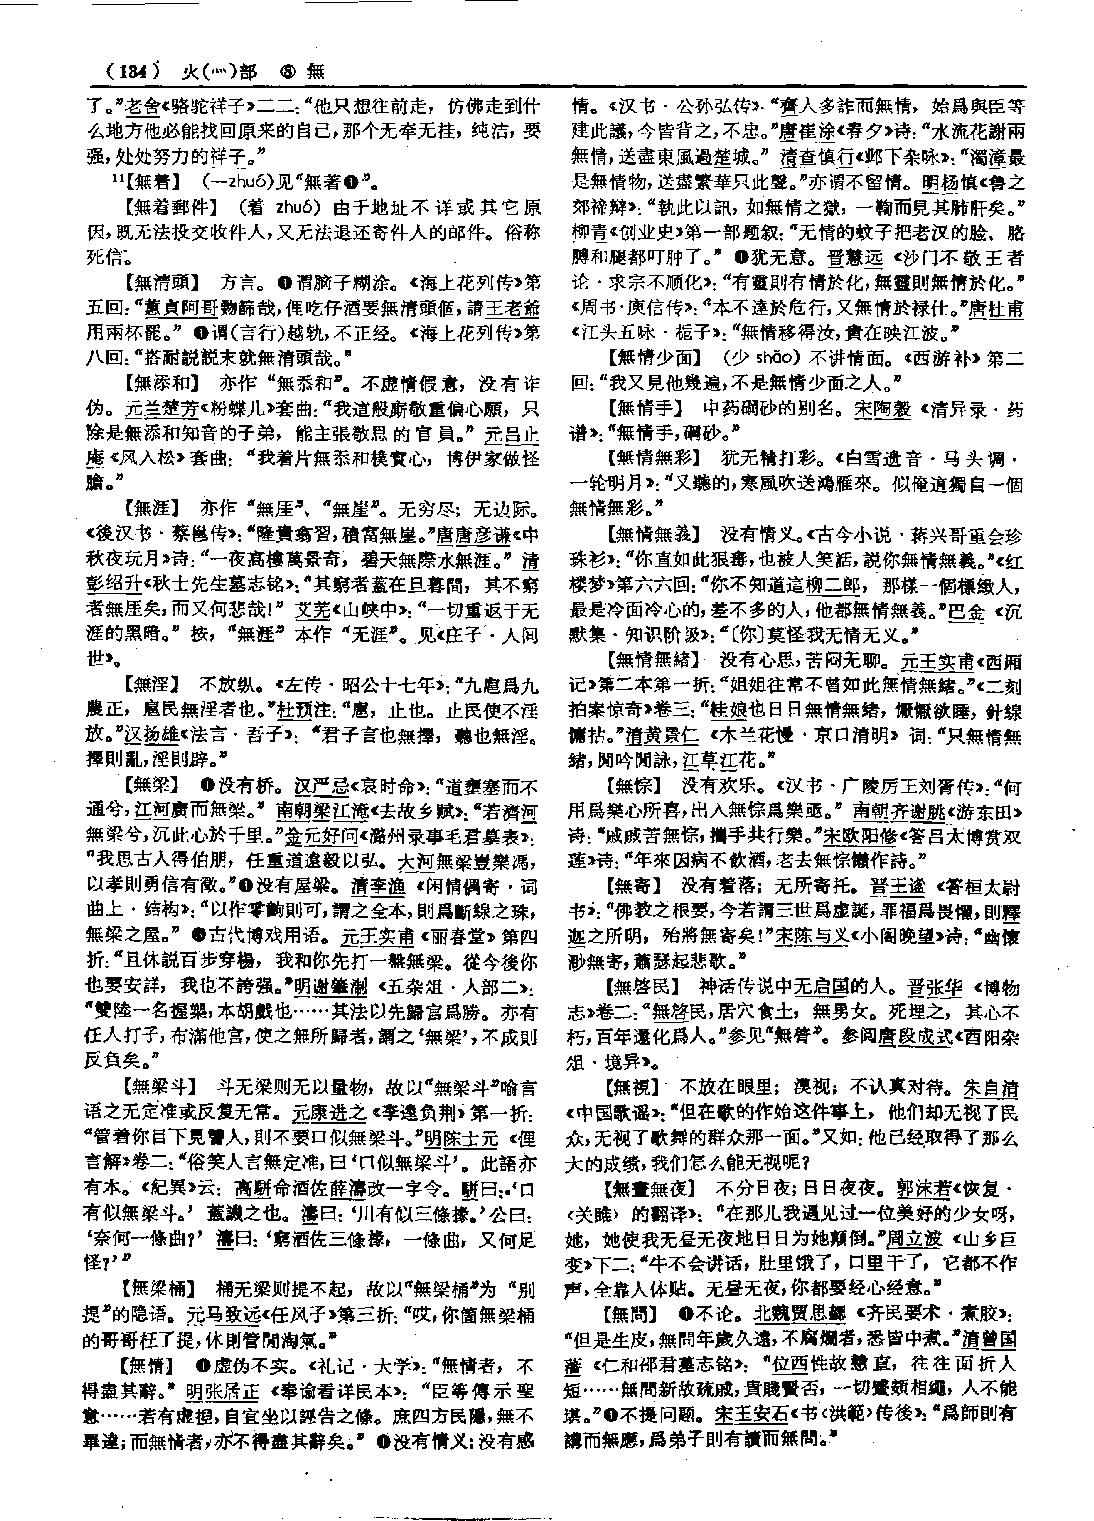 (134) 火(灬)部 ⑧ 無
了。”老舍《骆驼祥子》二二：“他只想往前走，仿佛走到什
么地方他必能找回原来的自己，那个无牵无挂，纯洁，要
强，处处努力的祥子。”
11【無着】 (—zhuó)见“無著❶”。
【無着郵件】 (着 zhuó) 由于地址不详或其它原
因，既无法投交收件人，又无法退还寄件人的邮件。俗称
死信。
【無清頭】 方言。❶谓脑子糊涂。《海上花列传》第
五回：“蕙貞阿哥勩篩哉，俚吃仔酒要無清頭個，請王老爺
用兩杯罷。” ❷谓(言行)越轨，不正经。《海上花列传》第
八回：“搭耐説説末就無清頭哉。”
【無添和】 亦作“無忝和”。不虚情假意，没有诈
伪。元兰楚芳《粉蝶儿》套曲：“我這般廝敬重偏心願，只
除是無添和知音的子弟，能主張敬思的官員。” 元吕止
庵《风入松》套曲：“我着片無忝和樸實心，博伊家做怪
膽。”
【無涯】 亦作“無厓”、“無崖”。无穷尽；无边际。
《後汉书·蔡邕传》：“隆貴翕習，積富無崖。”唐唐彦谦《中
秋夜玩月》诗：“一夜高樓萬景奇，碧天無際水無涯。” 清
彭绍升《秋士先生墓志铭》：“其窮者蓋在旦暮間，其不窮
者無厓矣，而又何悲哉！” 艾芜《山峡中》：“一切重返于无
涯的黑暗。”按，“無涯”本作“无涯”。见《庄子·人间
世》。
【無淫】 不放纵。《左传·昭公十七年》：“九扈爲九
農正，扈民無淫者也。”杜预注：“扈，止也。止民使不淫
放。”汉扬雄《法言·吾子》：“君子言也無擇，聽也無淫。
擇則亂，淫則辟。”
【無梁】 ❶没有桥。汉严忌《哀时命》：“道壅塞而不
通兮，江河廣而無梁。” 南朝梁江淹《去故乡赋》：“若濟河
無梁兮，沉此心於千里。”金元好问《潞州录事毛君墓表》：
“我思古人得伯朋，任重道遠毅以弘。大河無梁豈樂馮，
以孝則勇信有徵。”❷没有屋梁。清李渔《闲情偶寄·词
曲上·结构》：“以作零齣則可，謂之全本，則爲斷線之珠，
無梁之屋。” ❸古代博戏用语。元王实甫《丽春堂》第四
折：“且休説百步穿楊，我和你先打一盤無梁。從今後你
也要安詳，我也不誇强。”明谢肇淛《五杂俎·人部二》：
“雙陸一名握槊，本胡戲也……其法以先歸宮爲勝。亦有
任人打子，布滿他宮，使之無所歸者，謂之‘無梁’，不成則
反負矣。”
【無梁斗】 斗无梁则无以量物，故以“無梁斗”喻言
语之无定准或反复无常。元康进之《李逵负荆》第一折：
“管着你目下見讐人，則不要口似無梁斗。”明陈士元《俚
言解》卷二：“俗笑人言無定准，曰‘口似無梁斗’。此語亦
有本。《紀異》云：高駢命酒佐薛濤改一字令。駢曰：‘口
有似無梁斗。’蓋譏之也。濤曰：‘川有似三條椽。’公曰：
‘奈何一條曲？’濤曰：‘窮酒佐三條椽，一條曲，又何足
怪？’”
【無梁桶】 桶无梁则提不起，故以“無梁桶”为“别
提”的隐语。元马致远《任风子》第三折：“哎，你箇無梁桶
的哥哥枉了提，休則管閒淘氣。”
【無情】 ❶虚伪不实。《礼记·大学》：“無情者，不
得盡其辭。”明张居正《奉谕看详民本》：“臣等傳示聖
意……若有虚捏，自宜坐以誣告之條。庶四方民隱，無不
畢達；而無情者，亦不得盡其辭矣。” ❷没有情义；没有感
情。《汉书·公孙弘传》：“齊人多詐而無情，始爲與臣等
建此議，今皆背之，不忠。”唐崔涂《春夕》诗：“水流花謝兩
無情，送盡東風過楚城。” 清查慎行《邺下杂咏》：“濁漳最
是無情物，送盡繁華只此聲。”亦谓不留情。明杨慎《鲁之
郊禘辩》：“執此以訊，如無情之獄，一鞫而見其肺肝矣。”
柳青《创业史》第一部题叙：“无情的蚊子把老汉的脸、胳
膊和腿都叮肿了。” ❸犹无意。晋慧远《沙门不敬王者
论·求宗不顺化》：“有靈則有情於化，無靈則無情於化。”
《周书·庾信传》：“本不達於危行，又無情於禄仕。”唐杜甫
《江头五咏·栀子》：“無情移得汝，貴在映江波。”
【無情少面】 (少 shǎo) 不讲情面。《西游补》第二
回：“我又見他幾遍，不是無情少面之人。”
【無情手】 中药硇砂的别名。宋陶穀《清异录·药
谱》：“無情手，硇砂。”
【無情無彩】 犹无精打彩。《白雪遗音·马头调·
一轮明月》：“又聽的，寒風吹送鴻雁來。似俺這獨自一個
無情無彩。”
【無情無義】 没有情义。《古今小说·蒋兴哥重会珍
珠衫》：“你直如此狠毒，也被人笑話，説你無情無義。”《红
楼梦》第六六回：“你不知道這柳二郎，那樣一個標緻人，
最是冷面冷心的，差不多的人，他都無情無義。”巴金《沉
默集·知识阶级》：“〔你〕莫怪我无情无义。”
【無情無緒】 没有心思，苦闷无聊。元王实甫《西厢
记》第二本第一折：“姐姐往常不曾如此無情無緒。”《二刻
拍案惊奇》卷三：“桂娘也日日無情無緒，懨懨欲睡，針線
慵拈。”清黄景仁《木兰花慢·京口清明》词：“只無情無
緒，閒吟閒詠，江草江花。”
【無悰】 没有欢乐。《汉书·广陵厉王刘胥传》：“何
用爲樂心所喜，出入無悰爲樂亟。” 南朝齐谢朓《游东田》
诗：“戚戚苦無悰，攜手共行樂。”宋欧阳修《答吕太博赏双
莲》诗：“年來因病不飲酒，老去無悰懶作詩。”
【無寄】 没有着落；无所寄托。晋王谧《答桓太尉
书》：“佛教之根要，今若謂三世爲虚誕，罪福爲畏懼，則釋
迦之所明，殆將無寄矣！”宋陈与义《小阁晚望》诗：“幽懷
渺無寄，蕭瑟起悲歌。”
【無啓民】 神话传说中无启国的人。晋张华《博物
志》卷二：“無啓民，居穴食土，無男女。死埋之，其心不
朽，百年還化爲人。”参见“無䏿”。参阅唐段成式《酉阳杂
俎·境异》。
【無視】 不放在眼里；漠视；不认真对待。朱自清
《中国歌谣》：“但在歌的作始这件事上，他们却无视了民
众，无视了歌舞的群众那一面。”又如：他已经取得了那么
大的成绩，我们怎么能无视呢？
【無晝無夜】 不分日夜；日日夜夜。郭沫若《恢复·
〈关雎〉的翻译》：“在那儿我遇见过一位美好的少女呀，
她，她使我无昼无夜地日日为她颠倒。”周立波《山乡巨
变》下二：“牛不会讲话，肚里饿了，口里干了，它都不作
声，全靠人体贴。无昼无夜，你都要经心经意。”
【無問】 ❶不论。北魏贾思勰《齐民要术·煮胶》：
“但是生皮，無問年歲久遠，不腐爛者，悉皆中煮。”清曾国
藩《仁和邵君墓志铭》：“位西性故戇直，往往面折人
短……無問新故疏戚，貴賤賢否，一切蹙頞相繩，人不能
堪。”❷不提问题。宋王安石《书〈洪範〉传後》：“爲師則有
講而無應，爲弟子則有讀而無問。”